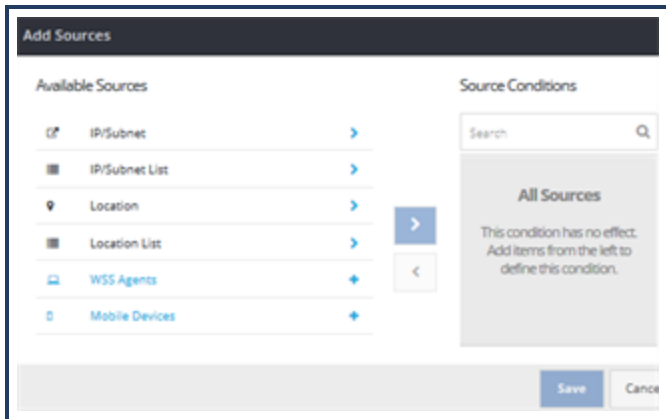 Add Sources
Available Sources
IP/Subnet
IP/Subnet List
Location
Location List
WSS Agents
Mobile Devices
Source Conditions
Search
All Sources
This condition has no effect.
Add items from the left to
define this condition.
Save
Cance